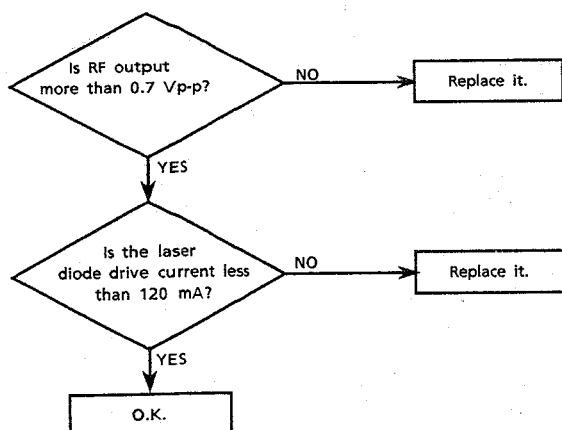 Is RF output
more than 0.7 Vp-p?
NO
Replace it.
YES
Is the laser
diode drive current less
than 120 mA?
NO
Replace it.
YES
O.K.